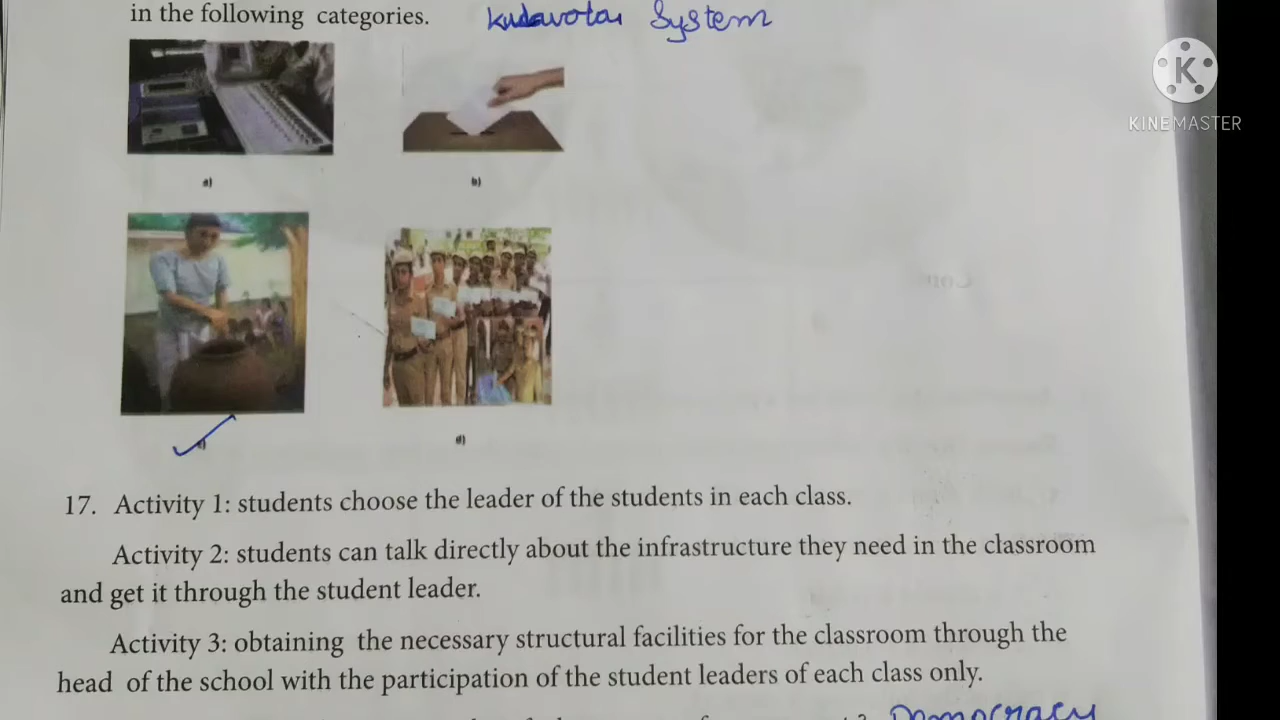 in the following categories.
Kudavolai System
K
KINEMASTER
a)
b)
d)
17. Activity 1: students choose the leader of the students in each class.
Activity 2: students can talk directly about the infrastructure they need in the classroom
and get it through the student leader.
Activity 3: obtaining the necessary structural facilities for the classroom through the
head of the school with the participation of the student leaders of each class only.
Democracy